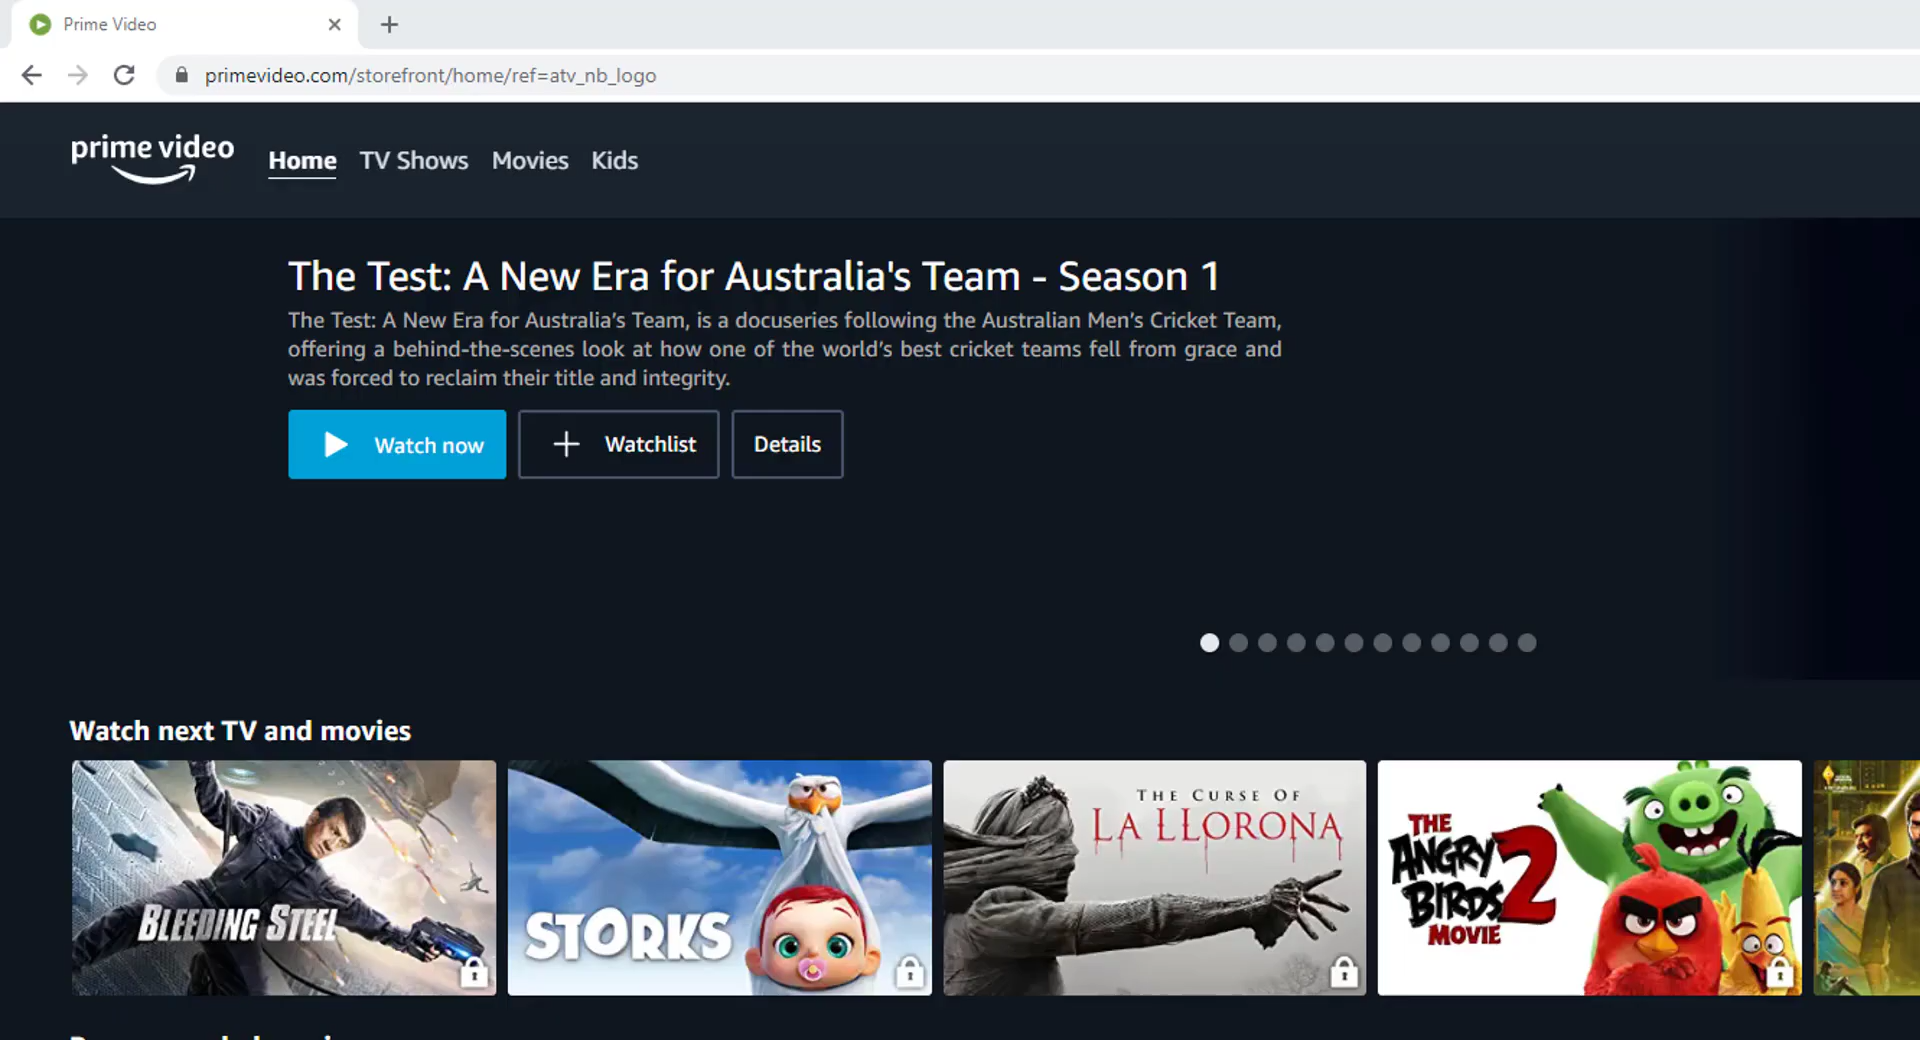 Prime Video
primevideo.com/storefront/home/ref=atv_nb_logo
prime video
Home TV Shows Movies Kids
The Test: A New Era for Australia's Team - Season 1
The Test: A New Era for Australia’s Team, is a docuseries following the Australian Men’s Cricket Team,
offering a behind-the-scenes look at how one of the world’s best cricket teams fell from grace and
was forced to reclaim their title and integrity.
Watch now Watchlist Details
Watch next TV and movies
BLEEDING STEEL
STORKS
THE CURSE OF
LA LLORONA
THE
ANGRY
BIRDS 2
MOVIE